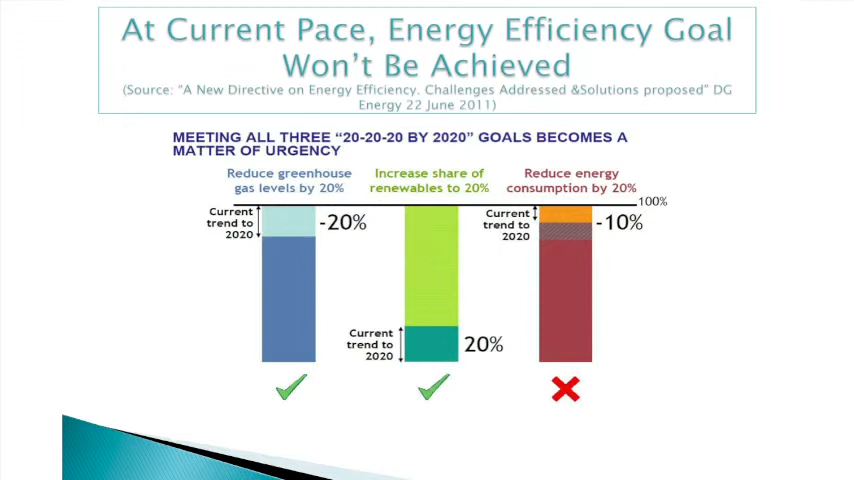 At Current Pace, Energy Efficiency Goal
Won't Be Achieved
(Source: "A New Directive on Energy Efficiency. Challenges Addressed &Solutions proposed" DG
Energy 22 June 2011)
MEETING ALL THREE "20-20-20 BY 2020" GOALS BECOMES A
MATTER OF URGENCY
Reduce greenhouse
gas levels by 20%
Increase share of
renewables to 20%
Reduce energy
consumption by 20%
100%
Current
trend to
2020
-20%
Current
trend to
2020
-10%
Current
trend to
2020
20%